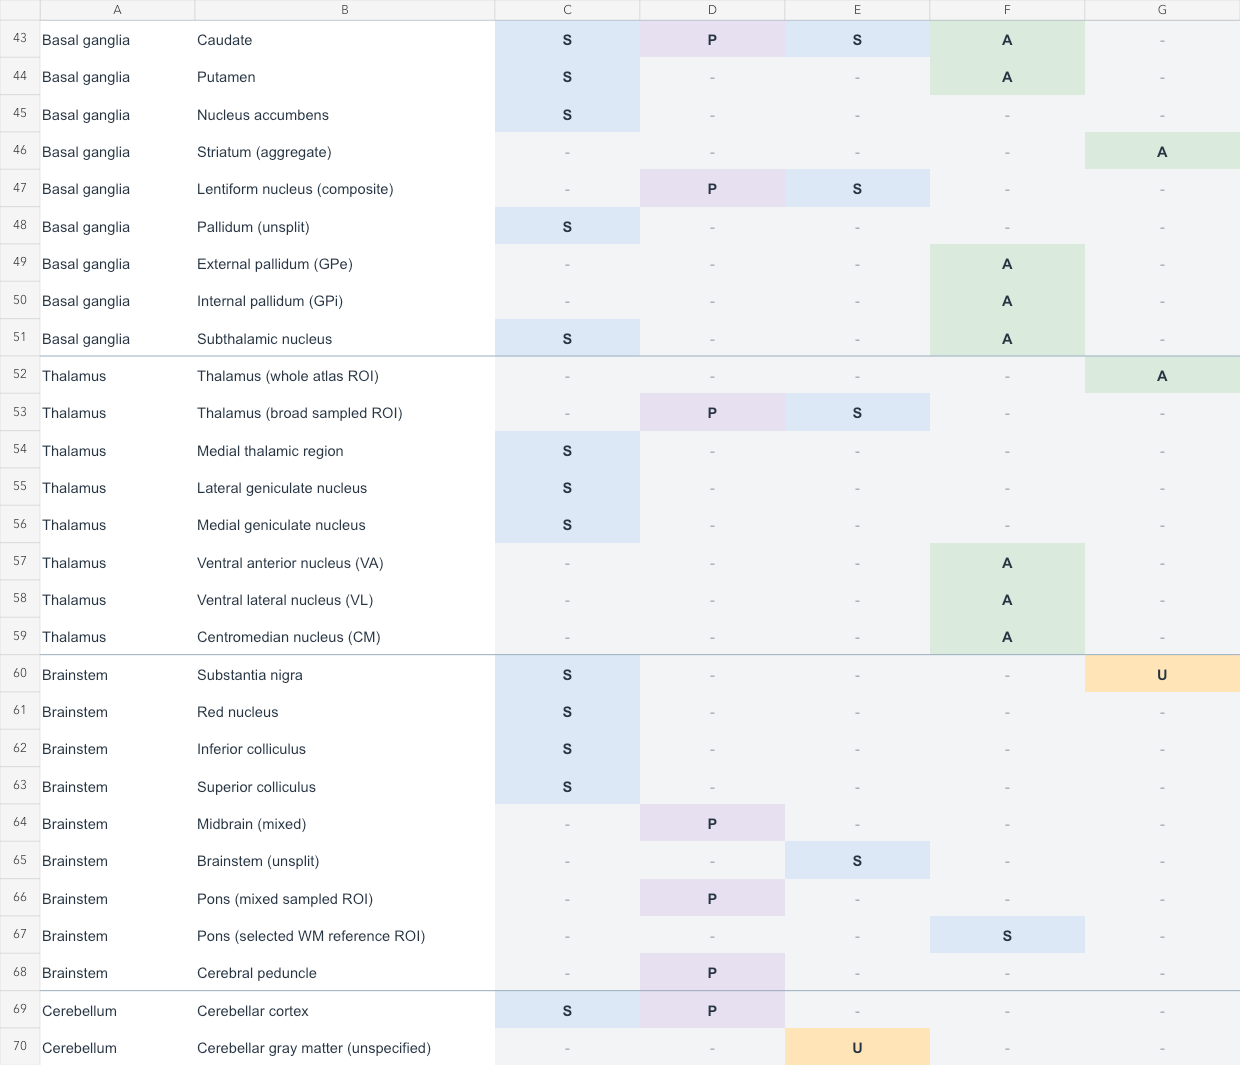 A B C D E F G
43 Basal ganglia Caudate S P S A -
44 Basal ganglia Putamen S - - A -
45 Basal ganglia Nucleus accumbens S - - - -
46 Basal ganglia Striatum (aggregate) - - - - A
47 Basal ganglia Lentiform nucleus (composite) - P S - -
48 Basal ganglia Pallidum (unsplit) S - - - -
49 Basal ganglia External pallidum (GPe) - - - A -
50 Basal ganglia Internal pallidum (GPi) - - - A -
51 Basal ganglia Subthalamic nucleus S - - A -
52 Thalamus Thalamus (whole atlas ROI) - - - - A
53 Thalamus Thalamus (broad sampled ROI) - P S - -
54 Thalamus Medial thalamic region S - - - -
55 Thalamus Lateral geniculate nucleus S - - - -
56 Thalamus Medial geniculate nucleus S - - - -
57 Thalamus Ventral anterior nucleus (VA) - - - A -
58 Thalamus Ventral lateral nucleus (VL) - - - A -
59 Thalamus Centromedian nucleus (CM) - - - A -
60 Brainstem Substantia nigra S - - - U
61 Brainstem Red nucleus S - - - -
62 Brainstem Inferior colliculus S - - - -
63 Brainstem Superior colliculus S - - - -
64 Brainstem Midbrain (mixed) - P - - -
65 Brainstem Brainstem (unsplit) - - S - -
66 Brainstem Pons (mixed sampled ROI) - P - - -
67 Brainstem Pons (selected WM reference ROI) - - - S -
68 Brainstem Cerebral peduncle - P - - -
69 Cerebellum Cerebellar cortex S P - - -
70 Cerebellum Cerebellar gray matter (unspecified) - - U - -